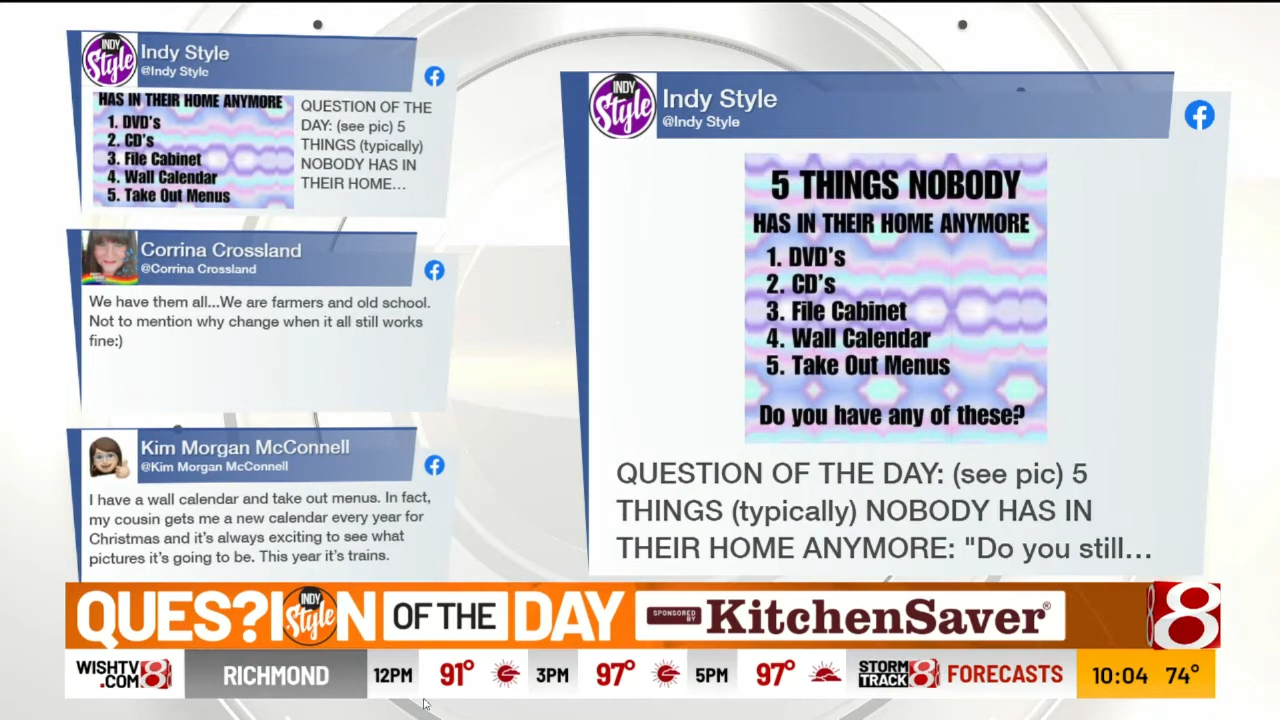 INDY
Style
Indy Style
@Indy Style
HAS IN THEIR HOME ANYMORE
1. DVD's
2. CD's
3. File Cabinet
4. Wall Calendar
5. Take Out Menus
QUESTION OF THE
DAY: (see pic) 5
THINGS (typically)
NOBODY HAS IN
THEIR HOME...
Corrina Crossland
@Corrina Crossland
We have them all...We are farmers and old school.
Not to mention why change when it all still works
fine:)
Kim Morgan McConnell
@Kim Morgan McConnell
I have a wall calendar and take out menus. In fact,
my cousin gets me a new calendar every year for
Christmas and it's always exciting to see what
pictures it's going to be. This year it's trains.
INDY
Style
Indy Style
@Indy Style
5 THINGS NOBODY
HAS IN THEIR HOME ANYMORE
1. DVD's
2. CD's
3. File Cabinet
4. Wall Calendar
5. Take Out Menus
Do you have any of these?
QUESTION OF THE DAY: (see pic) 5
THINGS (typically) NOBODY HAS IN
THEIR HOME ANYMORE: "Do you still...
QUES?I INDY Style N OF THE DAY SPONSORED BY KitchenSaver® 8
WISHTV.COM 8 RICHMOND 12PM 91° 3PM 97° 5PM 97° STORM TRACK 8 FORECASTS 10:04 74°